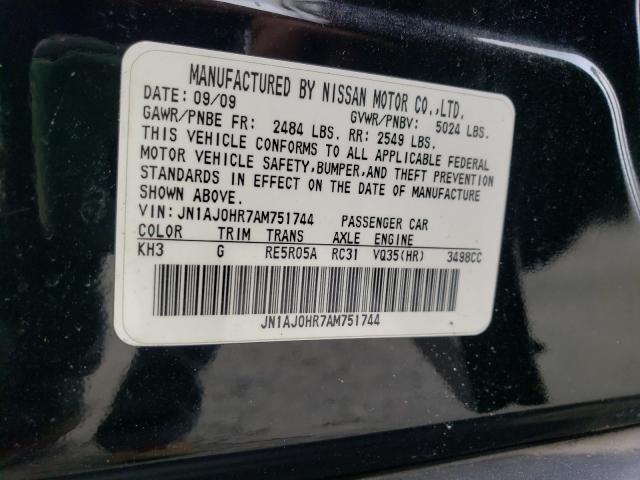 MANUFACTURED BY NISSAN MOTOR CO.,LTD.
DATE: 09/09 GVWR/PNBV: 5024 LBS.
GAWR/PNBE FR: 2484 LBS. RR: 2549 LBS.
THIS VEHICLE CONFORMS TO ALL APPLICABLE FEDERAL
MOTOR VEHICLE SAFETY,BUMPER,AND THEFT PREVENTION
STANDARDS IN EFFECT ON THE DATE OF MANUFACTURE
SHOWN ABOVE.
VIN: JN1AJ0HR7AM751744 PASSENGER CAR
COLOR TRIM TRANS AXLE ENGINE
KH3 G RE5R05A RC31 VQ35(HR) 3498CC
JN1AJ0HR7AM751744